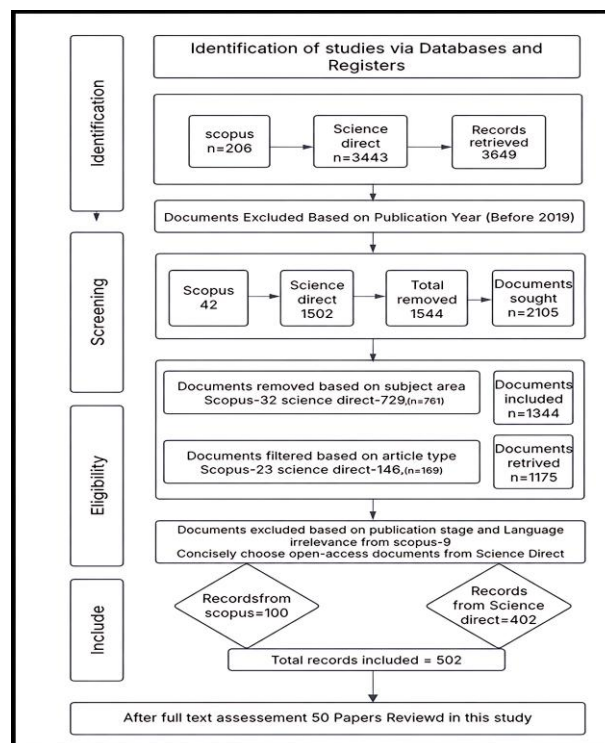 Identification of studies via Databases and
Registers
Identification
scopus
n=206
Science
direct
n=3443
Records
retrieved
3649
Documents Excluded Based on Publication Year (Before 2019)
Screening
Scopus
42
Science
direct
1502
Total
removed
1544
Documents
sought
n=2105
Eligibility
Documents removed based on subject area
Scopus-32 science direct-729,(n=761)
Documents
included
n=1344
Documents filtered based on article type
Scopus-23 science direct-146,(n=169)
Documents
retrived
n=1175
Documents excluded based on publication stage and Language
irrelevance from scopus-9
Concisely choose open-access documents from Science Direct
Include
Recordsfrom
scopus=100
Records
from Science
direct=402
Total records included = 502
After full text assessement 50 Papers Reviewd in this study